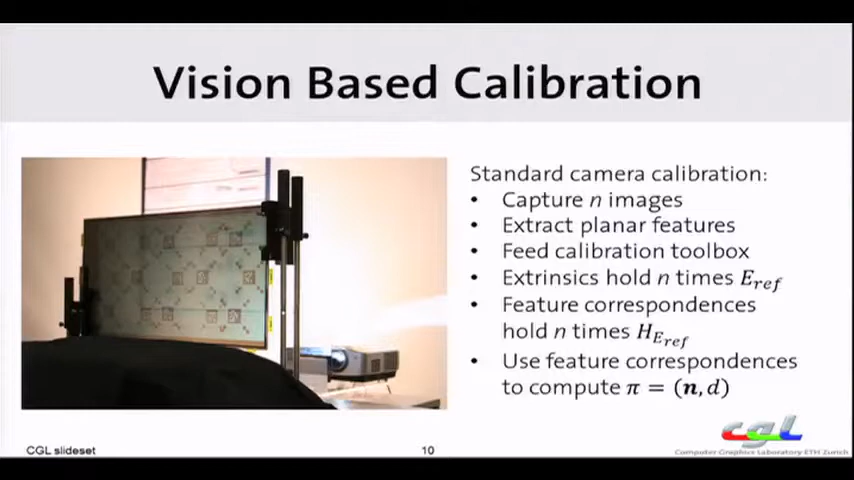 Vision Based Calibration
Standard camera calibration:
• Capture n images
• Extract planar features
• Feed calibration toolbox
• Extrinsics hold n times E_ref
• Feature correspondences
hold n times H_E_ref
• Use feature correspondences
to compute π = (n, d)
CGL slideset
10
cgl
Computer Graphics Laboratory ETH Zurich